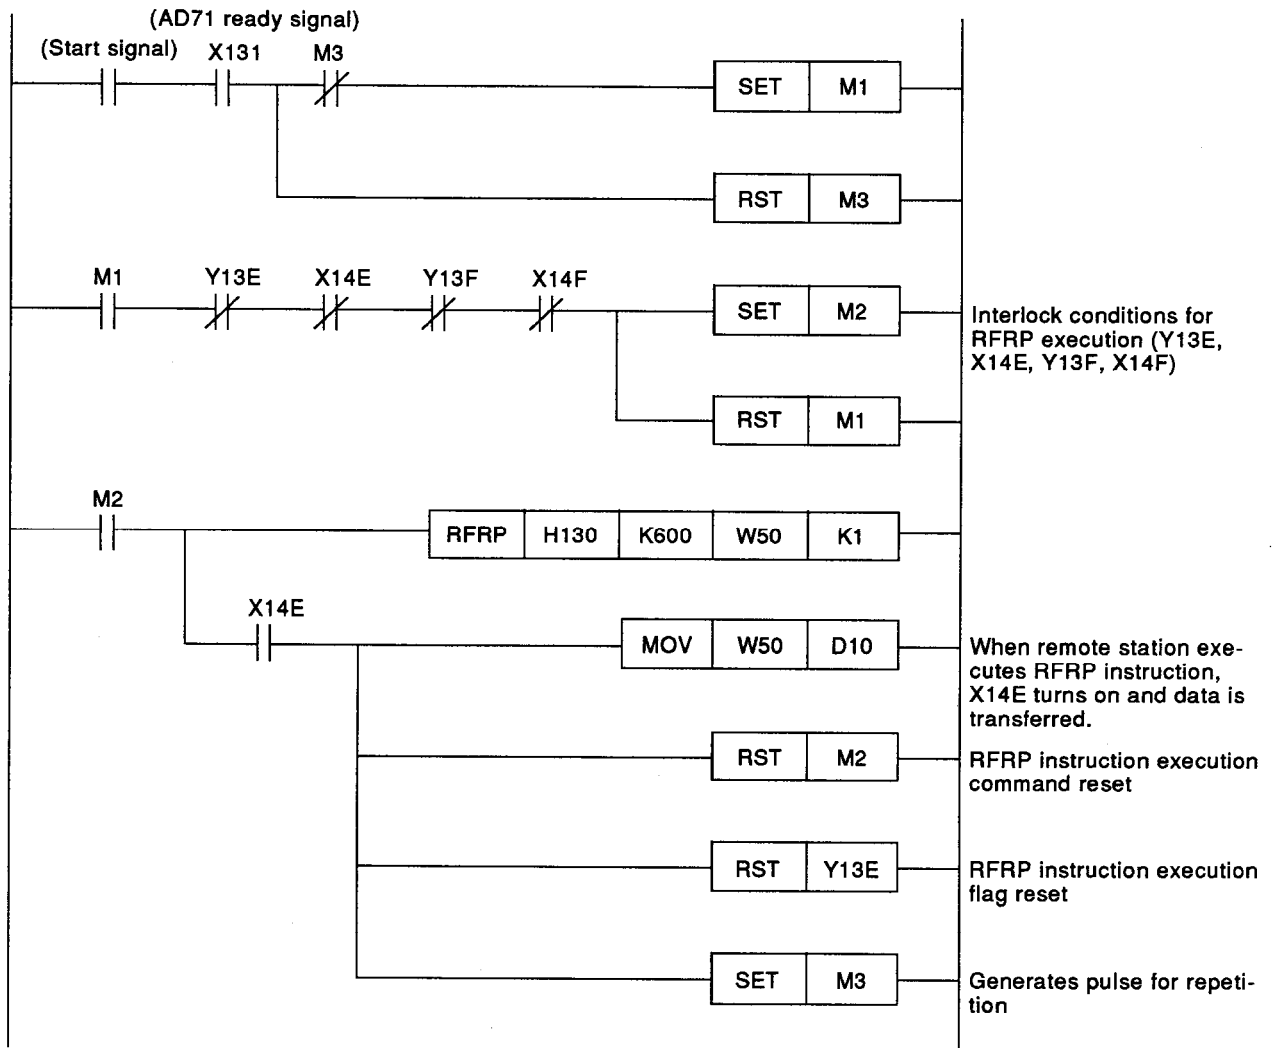 (AD71 ready signal)
(Start signal) X131 M3
SET M1
RST M3
M1 Y13E X14E Y13F X14F
SET M2
Interlock conditions for
RFRP execution (Y13E,
X14E, Y13F, X14F)
RST M1
M2
RFRP H130 K600 W50 K1
X14E
MOV W50 D10
When remote station exe-
cutes RFRP instruction,
X14E turns on and data is
transferred.
RST M2
RFRP instruction execution
command reset
RST Y13E
RFRP instruction execution
flag reset
SET M3
Generates pulse for repeti-
tion